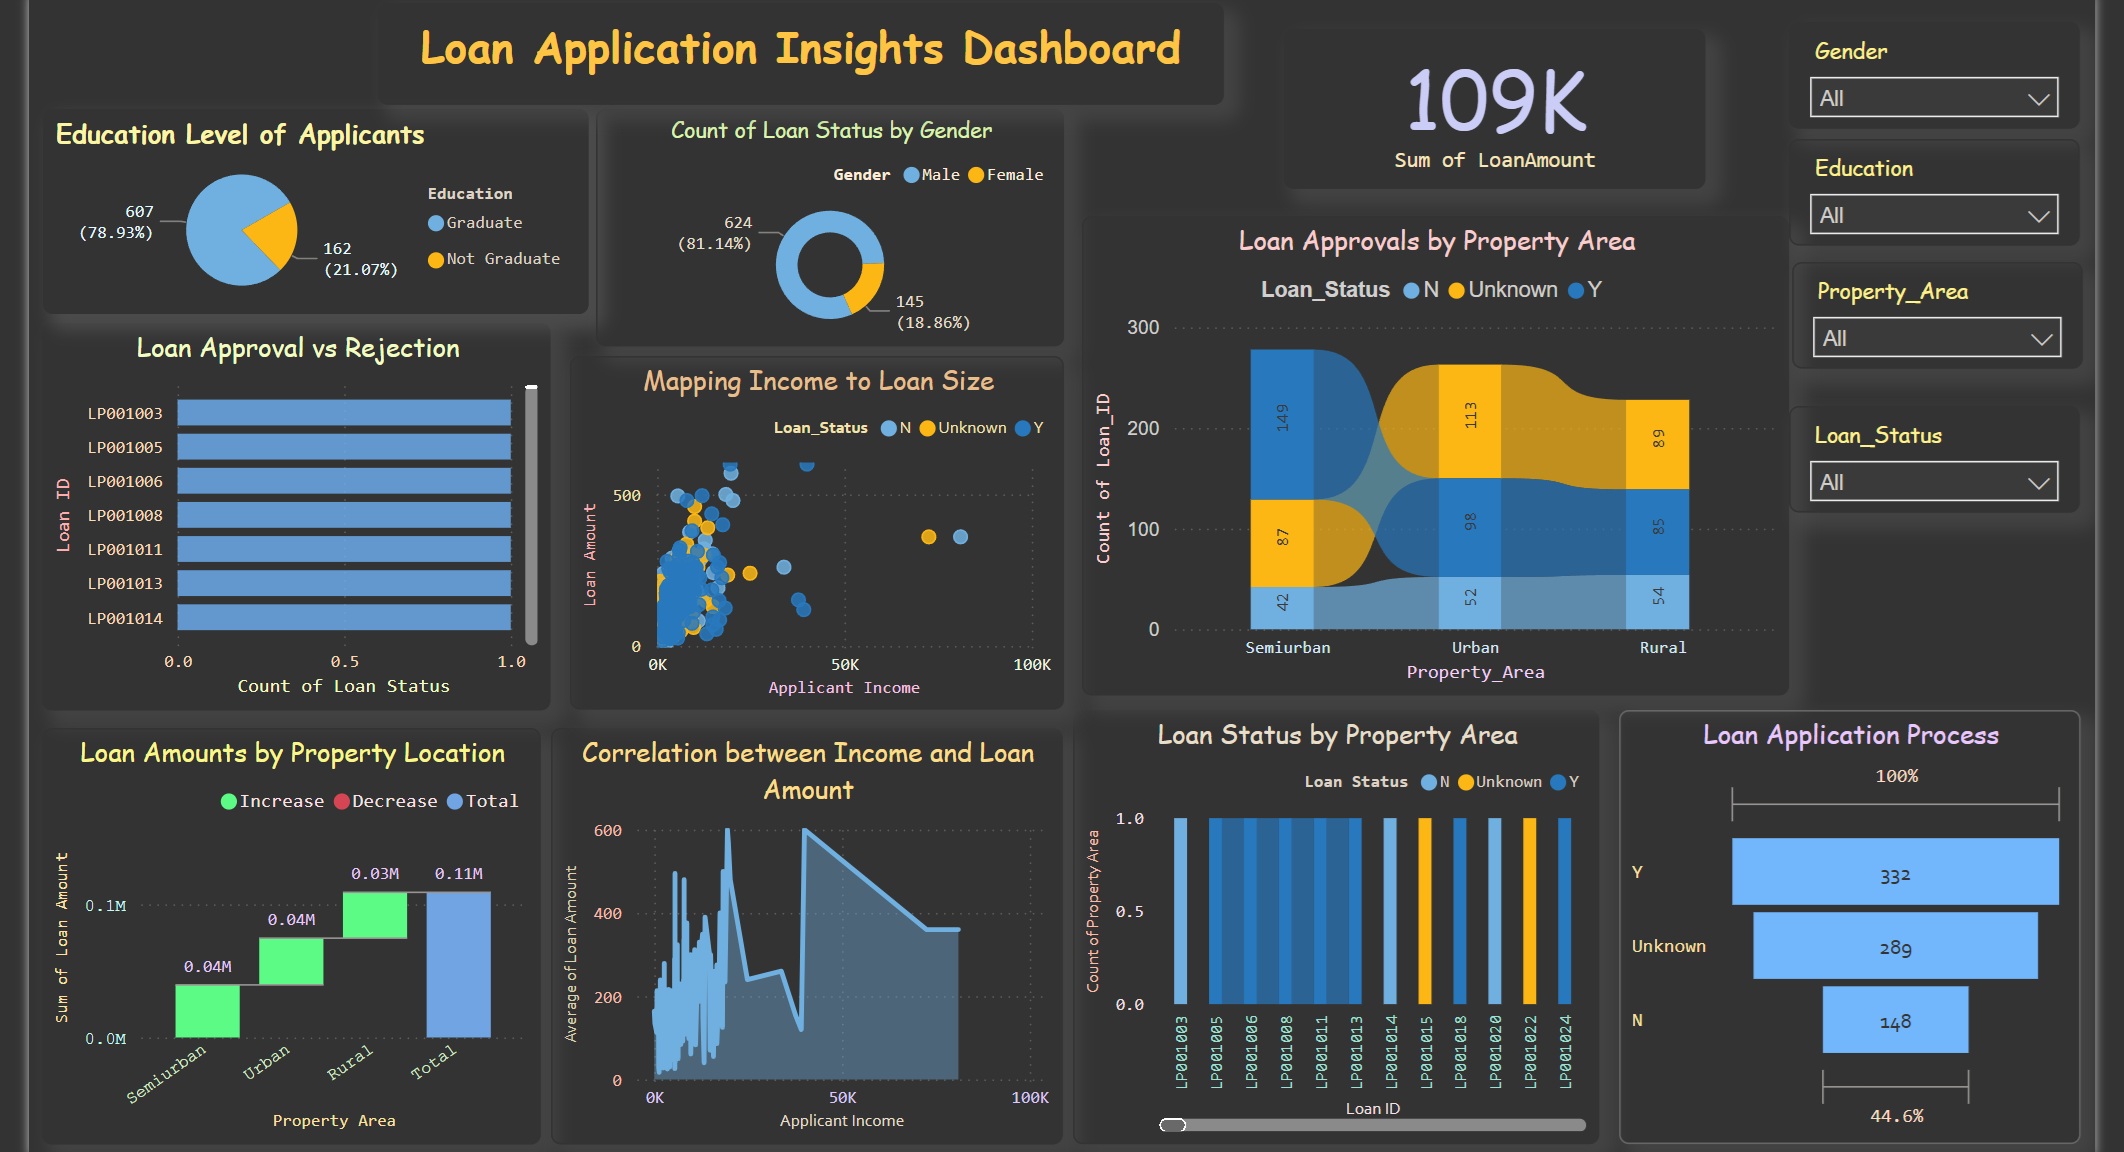 Loan Application Insights Dashboard
109K
Sum of LoanAmount
Gender
All
Education
All
Property_Area
All
Loan_Status
All
Education Level of Applicants
Education
Graduate
Not Graduate
607
(78.93%)
162
(21.07%)
Count of Loan Status by Gender
Gender Male Female
624
(81.14%)
145
(18.86%)
Loan Approvals by Property Area
Loan_Status N Unknown Y
Count of Loan_ID
300
200
100
0
149
87
42
113
98
52
89
85
54
Semiurban Urban Rural
Property_Area
Loan Approval vs Rejection
Loan ID
LP001003
LP001005
LP001006
LP001008
LP001011
LP001013
LP001014
0.0 0.5 1.0
Count of Loan Status
Mapping Income to Loan Size
Loan_Status N Unknown Y
Loan Amount
500
0
0K 50K 100K
Applicant Income
Loan Amounts by Property Location
Increase Decrease Total
Sum of Loan Amount
0.1M
0.0M
0.04M
0.04M
0.03M
0.11M
Semiurban Urban Rural Total
Property Area
Correlation between Income and Loan
Amount
Average of Loan Amount
600
400
200
0
0K 50K 100K
Applicant Income
Loan Status by Property Area
Loan Status N Unknown Y
Count of Property Area
1.0
0.5
0.0
LP001003 LP001005 LP001006 LP001008 LP001011 LP001013 LP001014 LP001015 LP001018 LP001020 LP001022 LP001024
Loan ID
Loan Application Process
100%
Y 332
Unknown 289
N 148
44.6%